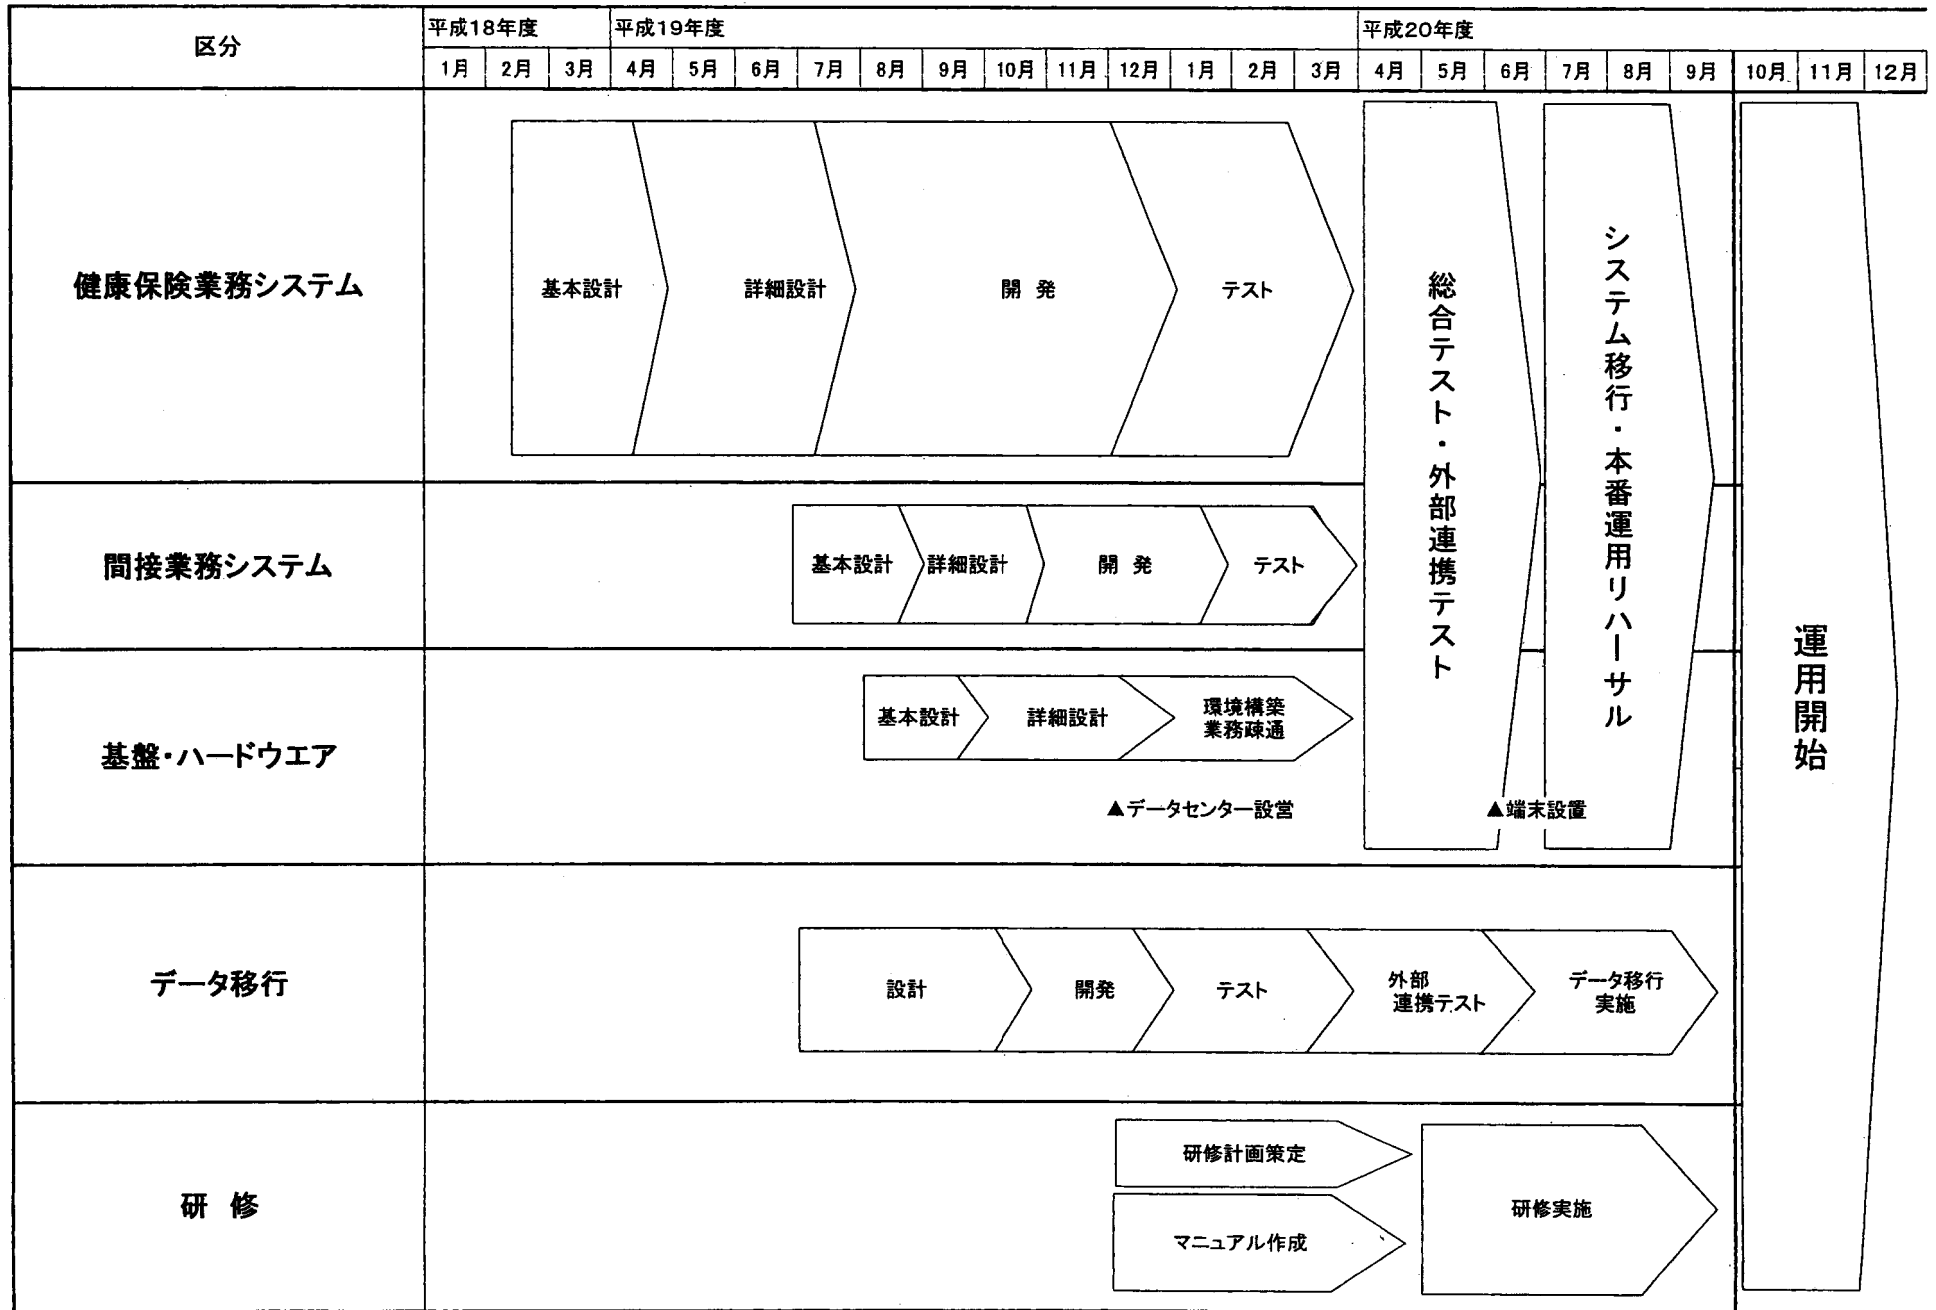 区分
平成18年度
平成19年度
平成20年度
1月 2月 3月 4月 5月 6月 7月 8月 9月 10月 11月 12月 1月 2月 3月 4月 5月 6月 7月 8月 9月 10月 11月 12月
健康保険業務システム
基本設計
詳細設計
開 発
テスト
総合テスト・外部連携テスト
システム移行・本番運用リハーサル
運用開始
間接業務システム
基本設計
詳細設計
開 発
テスト
基盤・ハードウエア
基本設計
詳細設計
環境構築
業務疎通
▲データセンター設営
▲端末設置
データ移行
設計
開発
テスト
外部
連携テスト
データ移行
実施
研 修
研修計画策定
マニュアル作成
研修実施